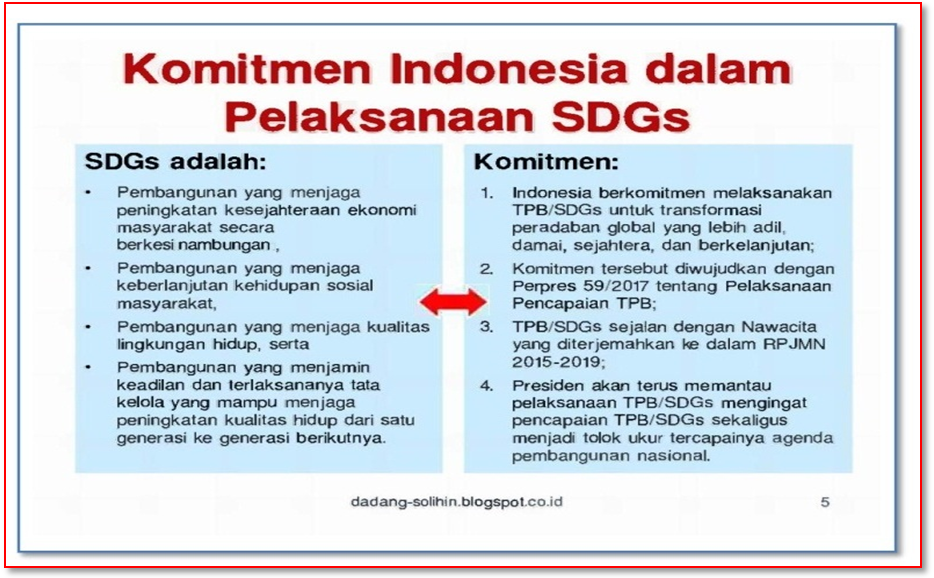 Komitmen Indonesia dalam
Pelaksanaan SDGs
SDGs adalah:
• Pembangunan yang menjaga
peningkatan kesejahteraan ekonomi
masyarakat secara
berkesinambungan,
• Pembangunan yang menjaga
keberlanjutan kehidupan sosial
masyarakat,
• Pembangunan yang menjaga kualitas
lingkungan hidup, serta
• Pembangunan yang menjamin
keadilan dan terlaksananya tata
kelola yang mampu menjaga
peningkatan kualitas hidup dari satu
generasi ke generasi berikutnya.
Komitmen:
1. Indonesia berkomitmen melaksanakan
TPB/SDGs untuk transformasi
peradaban global yang lebih adil,
damai, sejahtera, dan berkelanjutan;
2. Komitmen tersebut diwujudkan dengan
Perpres 59/2017 tentang Pelaksanaan
Pencapaian TPB;
3. TPB/SDGs sejalan dengan Nawacita
yang diterjemahkan ke dalam RPJMN
2015-2019;
4. Presiden akan terus memantau
pelaksanaan TPB/SDGs mengingat
pencapaian TPB/SDGs sekaligus
menjadi tolok ukur tercapainya agenda
pembangunan nasional.
dadang-solihin.blogspot.co.id
5